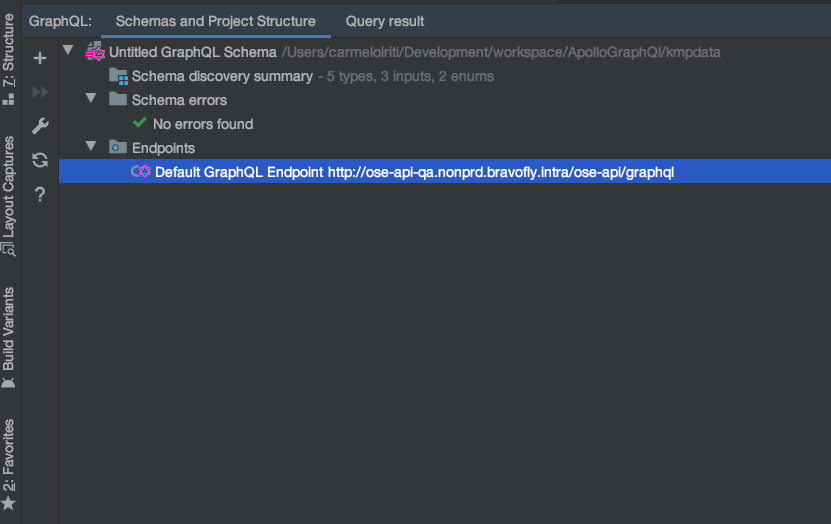 GraphQL: Schemas and Project Structure Query result
Untitled GraphQL Schema /Users/carmeloiriti/Development/workspace/ApolloGraphQl/kmpdata
Schema discovery summary - 5 types, 3 inputs, 2 enums
Schema errors
No errors found
Endpoints
Default GraphQL Endpoint http://ose-api-qa.nonprd.bravofly.intra/ose-api/graphql
7: Structure
Layout Captures
Build Variants
2: Favorites